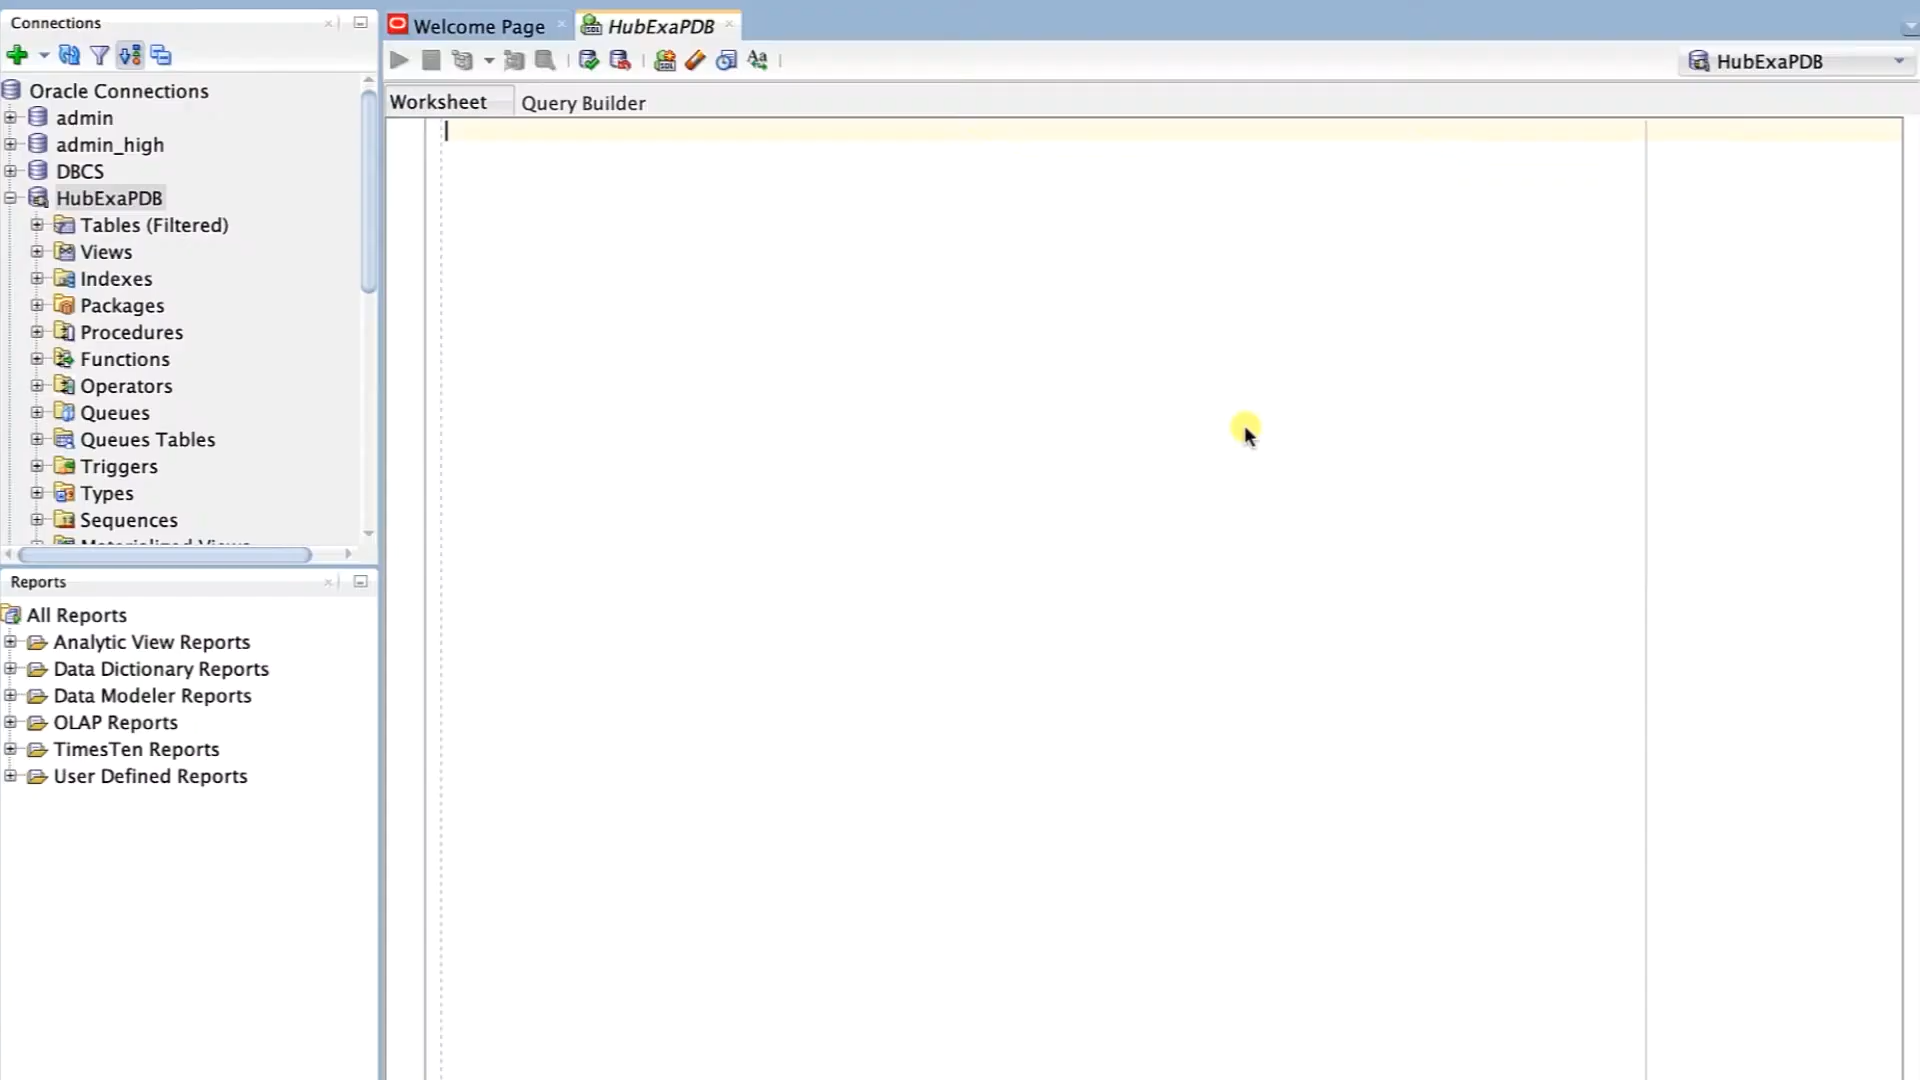 Connections
Welcome Page
HubExaPDB
HubExaPDB
Oracle Connections
Worksheet
Query Builder
admin
admin_high
DBCS
HubExaPDB
Tables (Filtered)
Views
Indexes
Packages
Procedures
Functions
Operators
Queues
Queues Tables
Triggers
Types
Sequences
Materialized Views
Reports
All Reports
Analytic View Reports
Data Dictionary Reports
Data Modeler Reports
OLAP Reports
TimesTen Reports
User Defined Reports